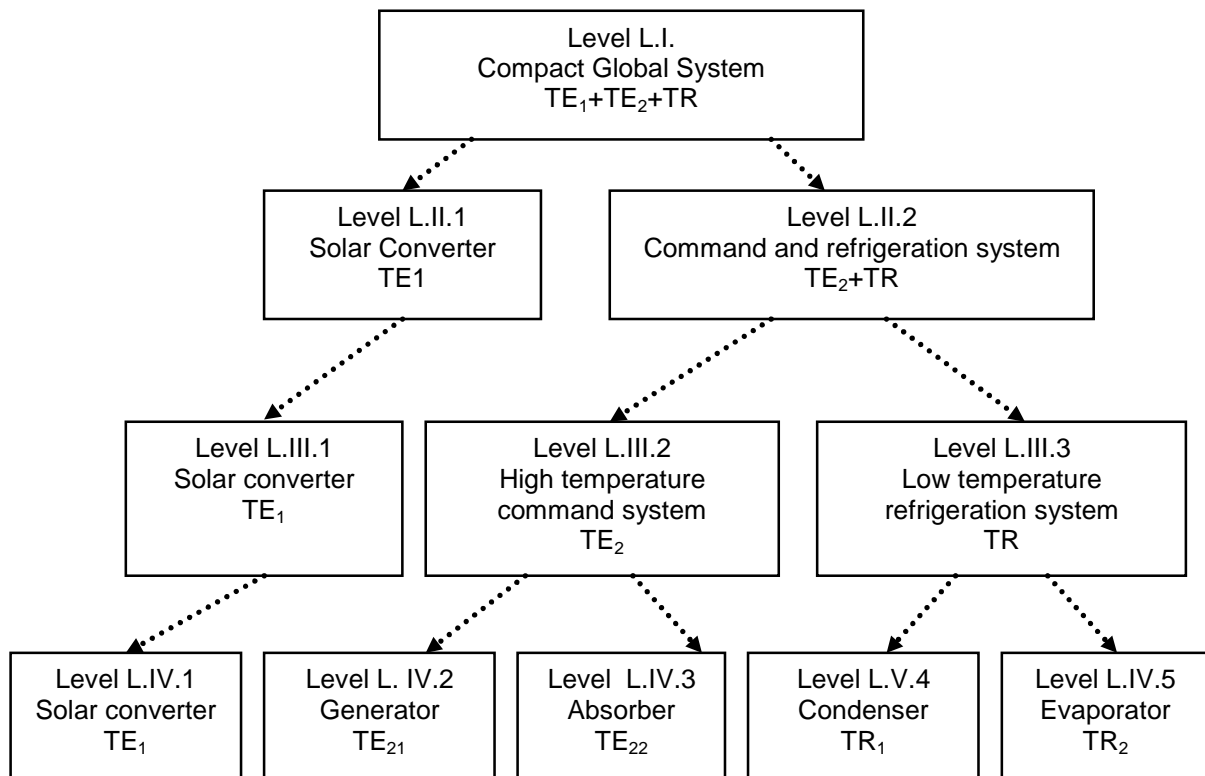 Level L.I.
Compact Global System
TE₁+TE₂+TR
Level L.II.1
Solar Converter
TE1
Level L.II.2
Command and refrigeration system
TE₂+TR
Level L.III.1
Solar converter
TE₁
Level L.III.2
High temperature
command system
TE₂
Level L.III.3
Low temperature
refrigeration system
TR
Level L.IV.1
Solar converter
TE₁
Level L. IV.2
Generator
TE₂₁
Level  L.IV.3
Absorber
TE₂₂
Level L.V.4
Condenser
TR₁
Level L.IV.5
Evaporator
TR₂